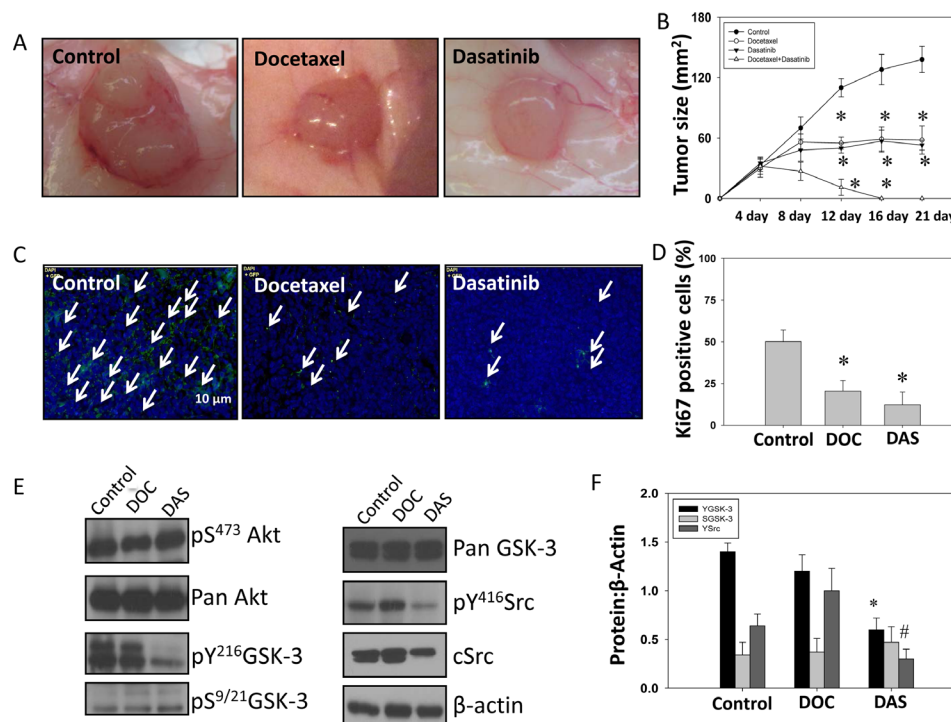 A
Control
Docetaxel
Dasatinib
B
Tumor size (mm²)
180
120
60
0
Control
Docetaxel
Dasatinib
Docetaxel+Dasatinib
* * *
* * *
* *
4 day 8 day 12 day 16 day 21 day
C
DAPI
+ GFP
Control
10 µm
Docetaxel
DAPI
+ GFP
Dasatinib
D
Ki67 positive cells (%)
100
75
50
25
0
*
*
Control DOC DAS
E
Control DOC DAS
pS⁴⁷³ Akt
Pan Akt
pY²¹⁶GSK-3
pS⁹/²¹GSK-3
Control DOC DAS
Pan GSK-3
pY⁴¹⁶Src
cSrc
β-actin
F
Protein:β-Actin
2.0
1.5
1.0
0.5
0.0
YGSK-3
SGSK-3
YSrc
*
#
Control DOC DAS